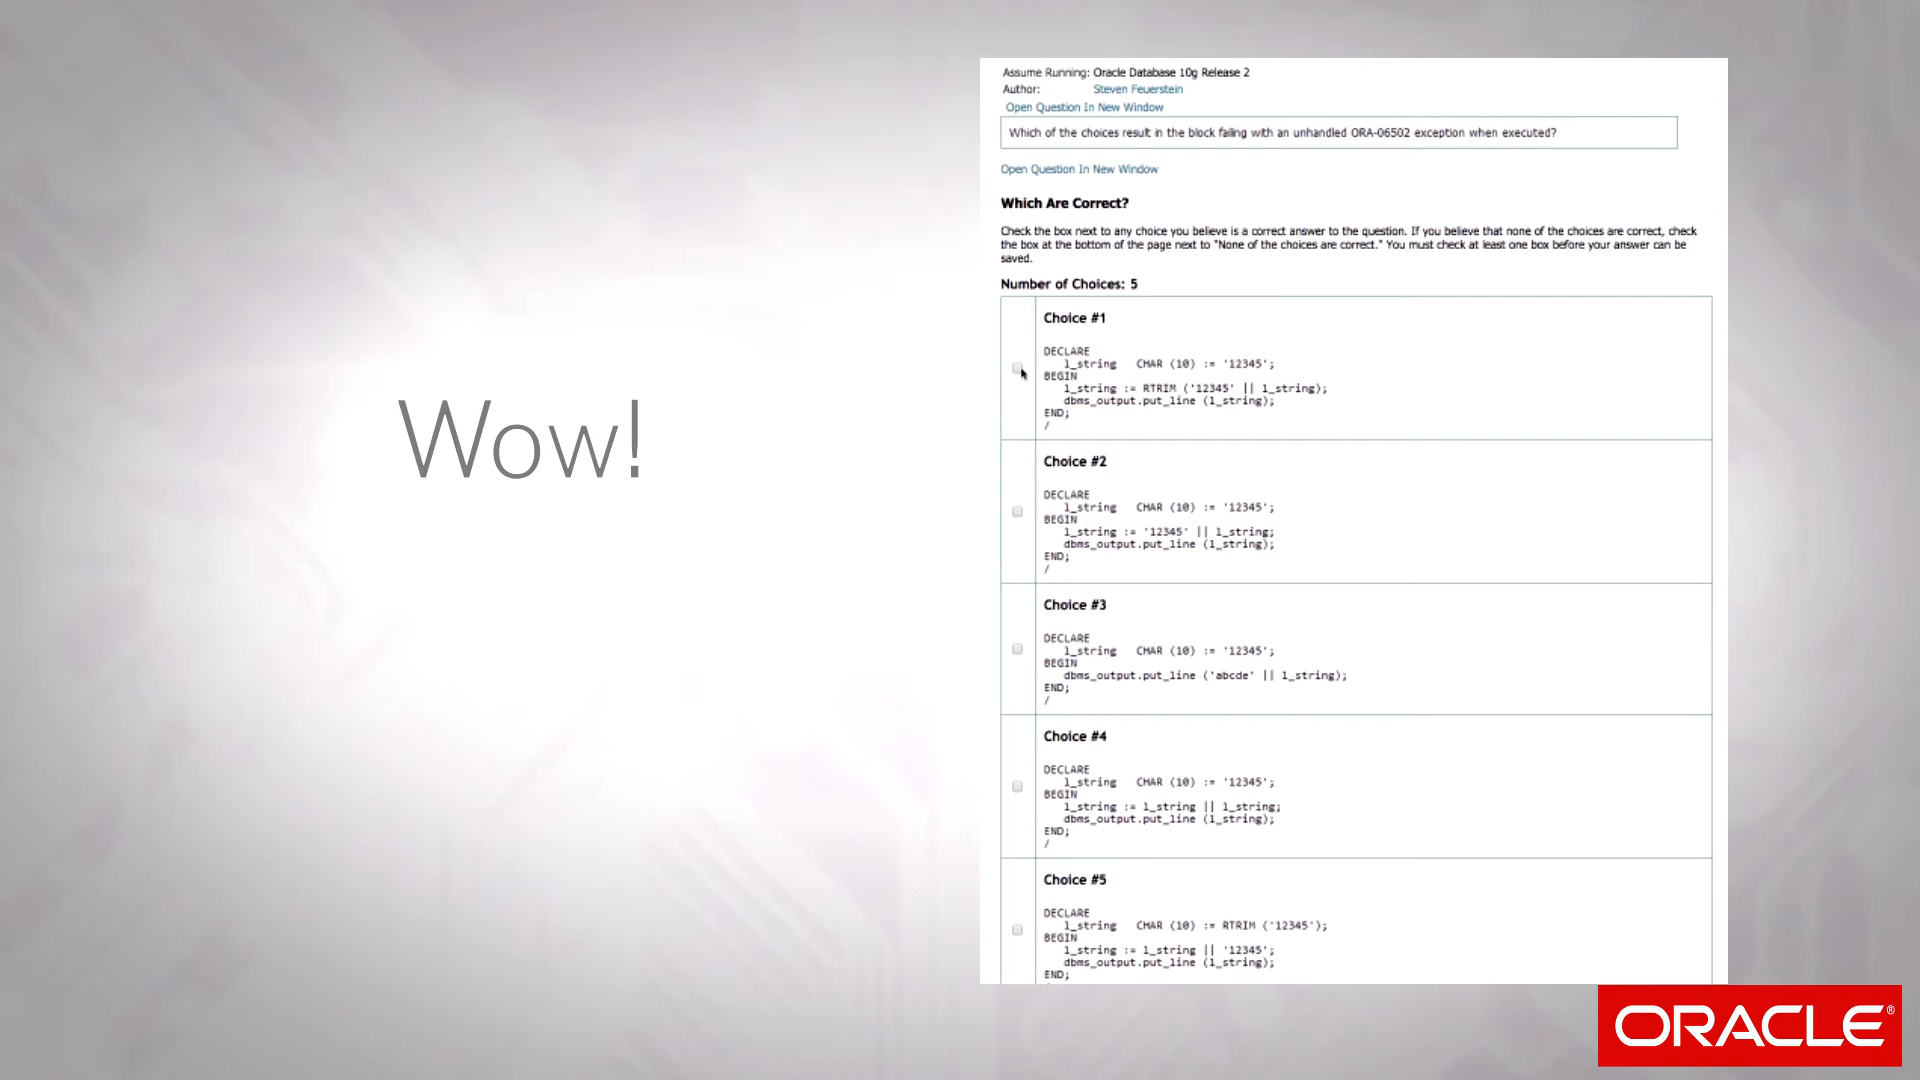 Wow!
Assume Running: Oracle Database 10g Release 2
Author: Steven Feuerstein
Open Question In New Window
Which of the choices result in the block failing with an unhandled ORA-06502 exception when executed?
Open Question In New Window
Which Are Correct?
Check the box next to any choice you believe is a correct answer to the question. If you believe that none of the choices are correct, check
the box at the bottom of the page next to "None of the choices are correct." You must check at least one box before your answer can be
saved.
Number of Choices: 5
Choice #1
DECLARE
l_string CHAR (10) := '12345';
BEGIN
l_string := RTRIM ('12345' || l_string);
dbms_output.put_line (l_string);
END;
/
Choice #2
DECLARE
l_string CHAR (10) := '12345';
BEGIN
l_string := '12345' || l_string;
dbms_output.put_line (l_string);
END;
/
Choice #3
DECLARE
l_string CHAR (10) := '12345';
BEGIN
dbms_output.put_line ('abcde' || l_string);
END;
/
Choice #4
DECLARE
l_string CHAR (10) := '12345';
BEGIN
l_string := l_string || l_string;
dbms_output.put_line (l_string);
END;
/
Choice #5
DECLARE
l_string CHAR (10) := RTRIM ('12345');
BEGIN
l_string := l_string || '12345';
dbms_output.put_line (l_string);
END;
ORACLE®